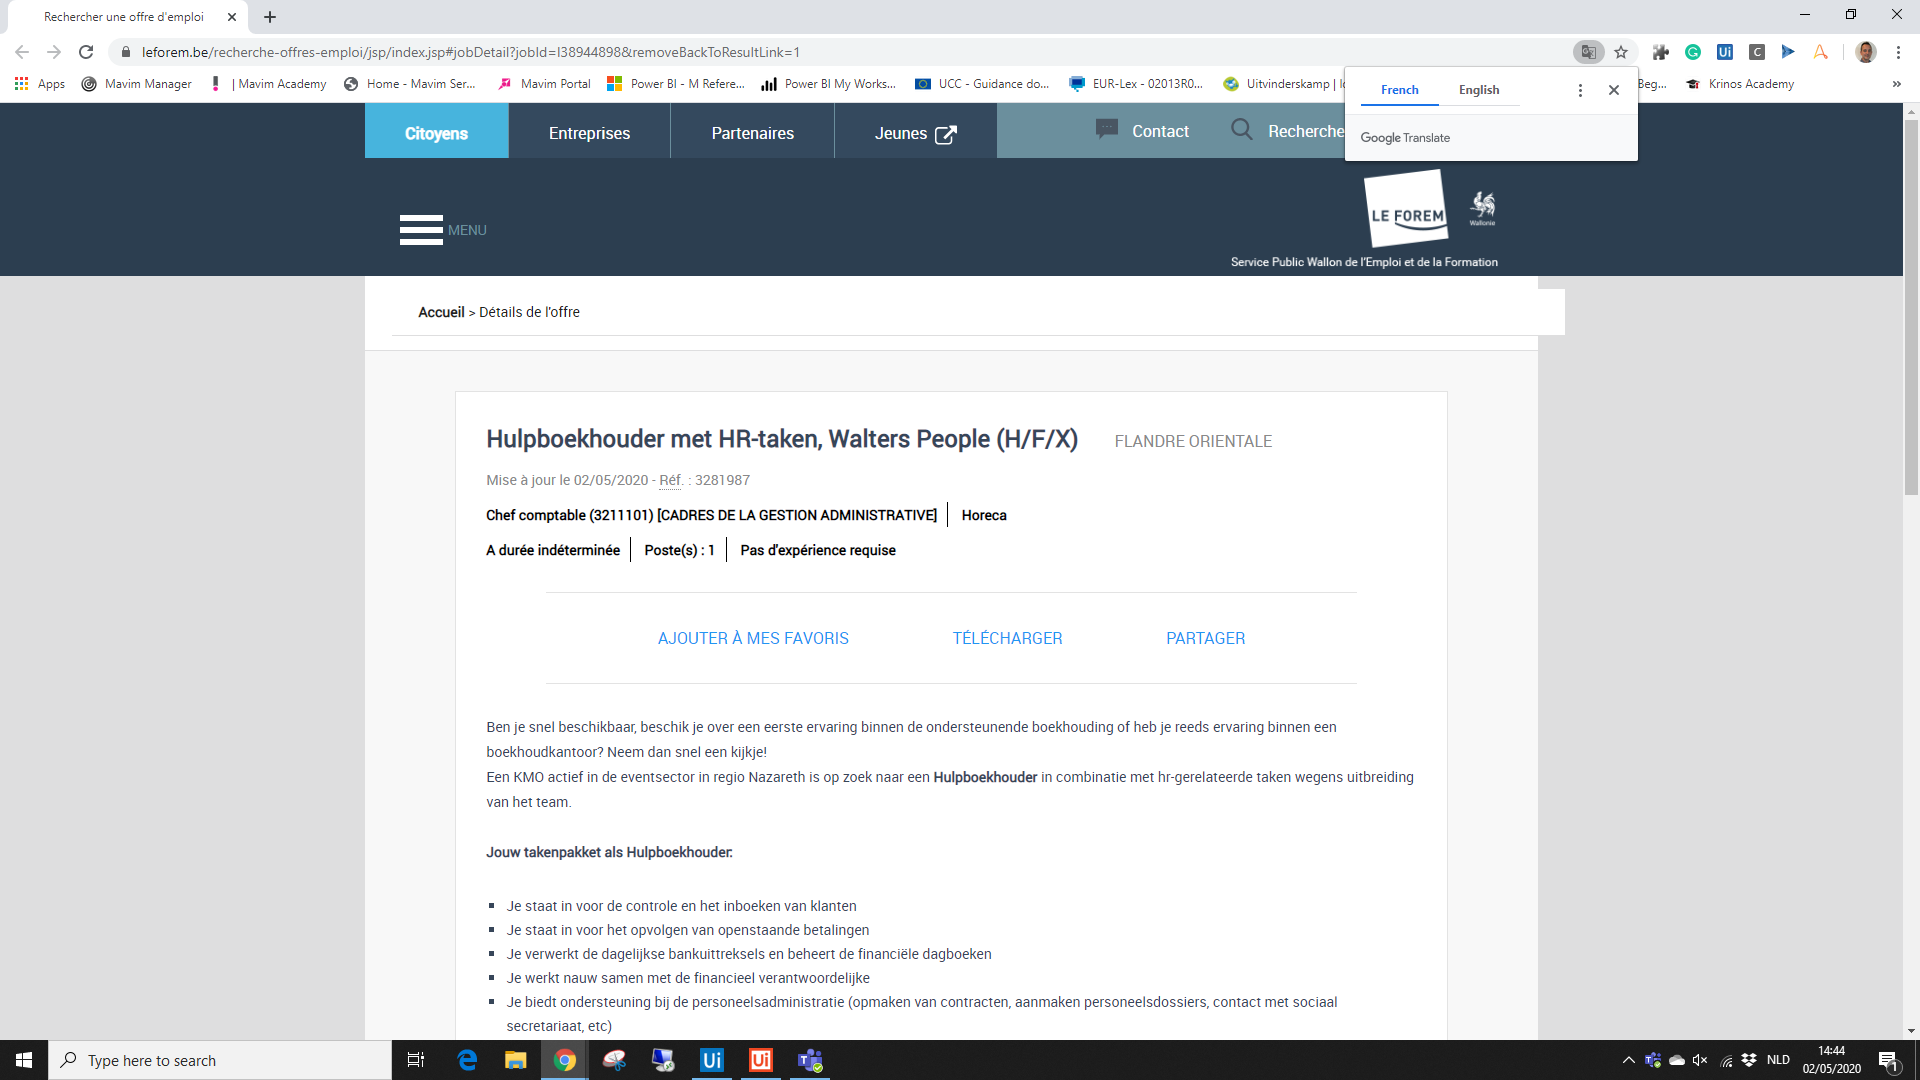 Rechercher une offre d'emploi
leforem.be/recherche-offres-emploi/jsp/index.jsp#jobDetail?jobId=I38944898&removeBackToResultLink=1
Apps Mavim Manager | Mavim Academy Home - Mavim Ser... Mavim Portal Power BI - M Refere... Power BI My Works... UCC - Guidance do... EUR-Lex - 02013R0... Uitvinderskamp | Beg... Krinos Academy »
French English
Google Translate
Citoyens Entreprises Partenaires Jeunes Contact Recherche
MENU
LE FOREM
Wallonie
Service Public Wallon de l'Emploi et de la Formation
Accueil > Détails de l'offre
Hulpboekhouder met HR-taken, Walters People (H/F/X) FLANDRE ORIENTALE
Mise à jour le 02/05/2020 - Réf. : 3281987
Chef comptable (3211101) [CADRES DE LA GESTION ADMINISTRATIVE] Horeca
A durée indéterminée Poste(s) : 1 Pas d'expérience requise
AJOUTER À MES FAVORIS TÉLÉCHARGER PARTAGER
Ben je snel beschikbaar, beschik je over een eerste ervaring binnen de ondersteunende boekhouding of heb je reeds ervaring binnen een
boekhoudkantoor? Neem dan snel een kijkje!
Een KMO actief in de eventsector in regio Nazareth is op zoek naar een Hulpboekhouder in combinatie met hr-gerelateerde taken wegens uitbreiding
van het team.
Jouw takenpakket als Hulpboekhouder:
Je staat in voor de controle en het inboeken van klanten
Je staat in voor het opvolgen van openstaande betalingen
Je verwerkt de dagelijkse bankuittreksels en beheert de financiële dagboeken
Je werkt nauw samen met de financieel verantwoordelijke
Je biedt ondersteuning bij de personeelsadministratie (opmaken van contracten, aanmaken personeelsdossiers, contact met sociaal
secretariaat, etc)
Type here to search
NLD
14:44
02/05/2020
1